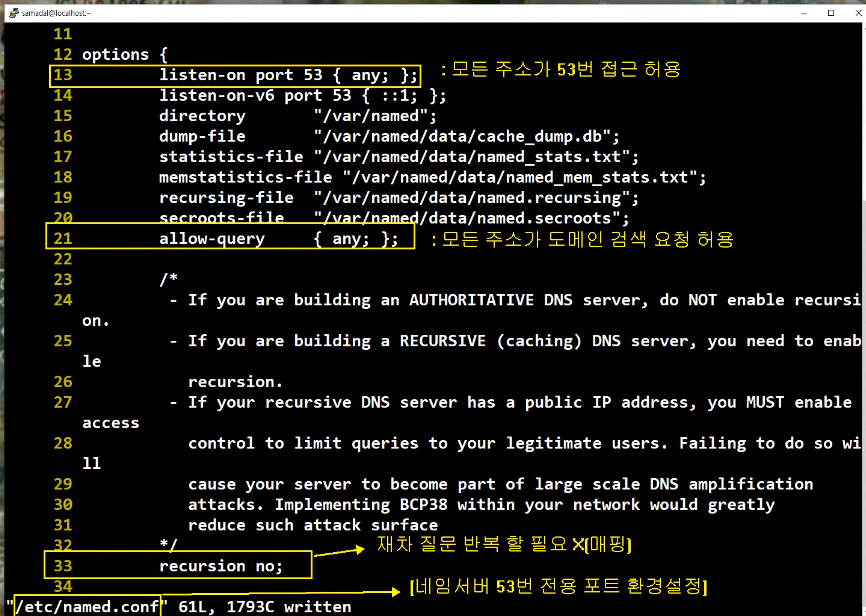 samadal@localhost:~
11
12 options {
13 listen-on port 53 { any; }; : 모든 주소가 53번 접근 허용
14 listen-on-v6 port 53 { ::1; };
15 directory "/var/named";
16 dump-file "/var/named/data/cache_dump.db";
17 statistics-file "/var/named/data/named_stats.txt";
18 memstatistics-file "/var/named/data/named_mem_stats.txt";
19 recursing-file "/var/named/data/named.recursing";
20 secroots-file "/var/named/data/named.secroots";
21 allow-query { any; }; : 모든 주소가 도메인 검색 요청 허용
22
23 /*
24 - If you are building an AUTHORITATIVE DNS server, do NOT enable recursi
on.
25 - If you are building a RECURSIVE (caching) DNS server, you need to enab
le
26 recursion.
27 - If your recursive DNS server has a public IP address, you MUST enable
access
28 control to limit queries to your legitimate users. Failing to do so wi
ll
29 cause your server to become part of large scale DNS amplification
30 attacks. Implementing BCP38 within your network would greatly
31 reduce such attack surface
32 */ 재차 질문 반복 할 필요 X(매핑)
33 recursion no;
34 [네임서버 53번 전용 포트 환경설정]
"/etc/named.conf" 61L, 1793C written